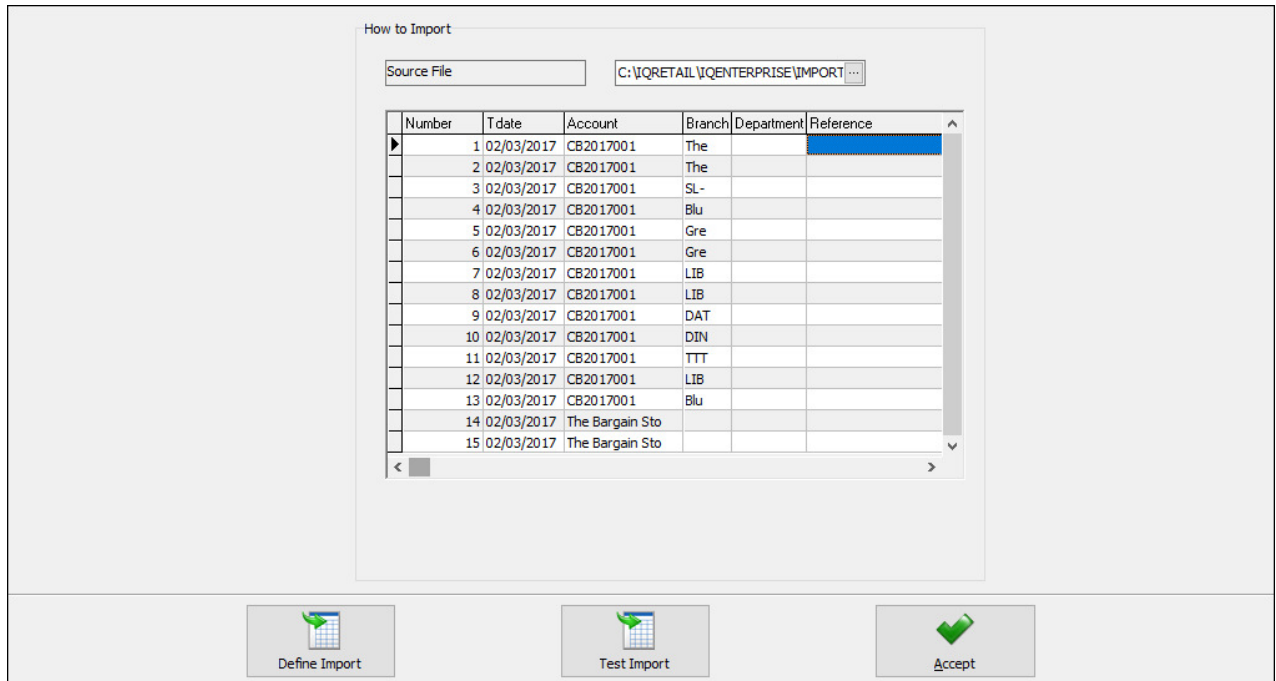 How to Import
Source File C:\IQRETAIL\IQENTERPRISE\IMPORT ...
Number Tdate Account Branch Department Reference
1 02/03/2017 CB2017001 The
2 02/03/2017 CB2017001 The
3 02/03/2017 CB2017001 SL-
4 02/03/2017 CB2017001 Blu
5 02/03/2017 CB2017001 Gre
6 02/03/2017 CB2017001 Gre
7 02/03/2017 CB2017001 LIB
8 02/03/2017 CB2017001 LIB
9 02/03/2017 CB2017001 DAT
10 02/03/2017 CB2017001 DIN
11 02/03/2017 CB2017001 TTT
12 02/03/2017 CB2017001 LIB
13 02/03/2017 CB2017001 Blu
14 02/03/2017 The Bargain Sto
15 02/03/2017 The Bargain Sto
Define Import Test Import Accept